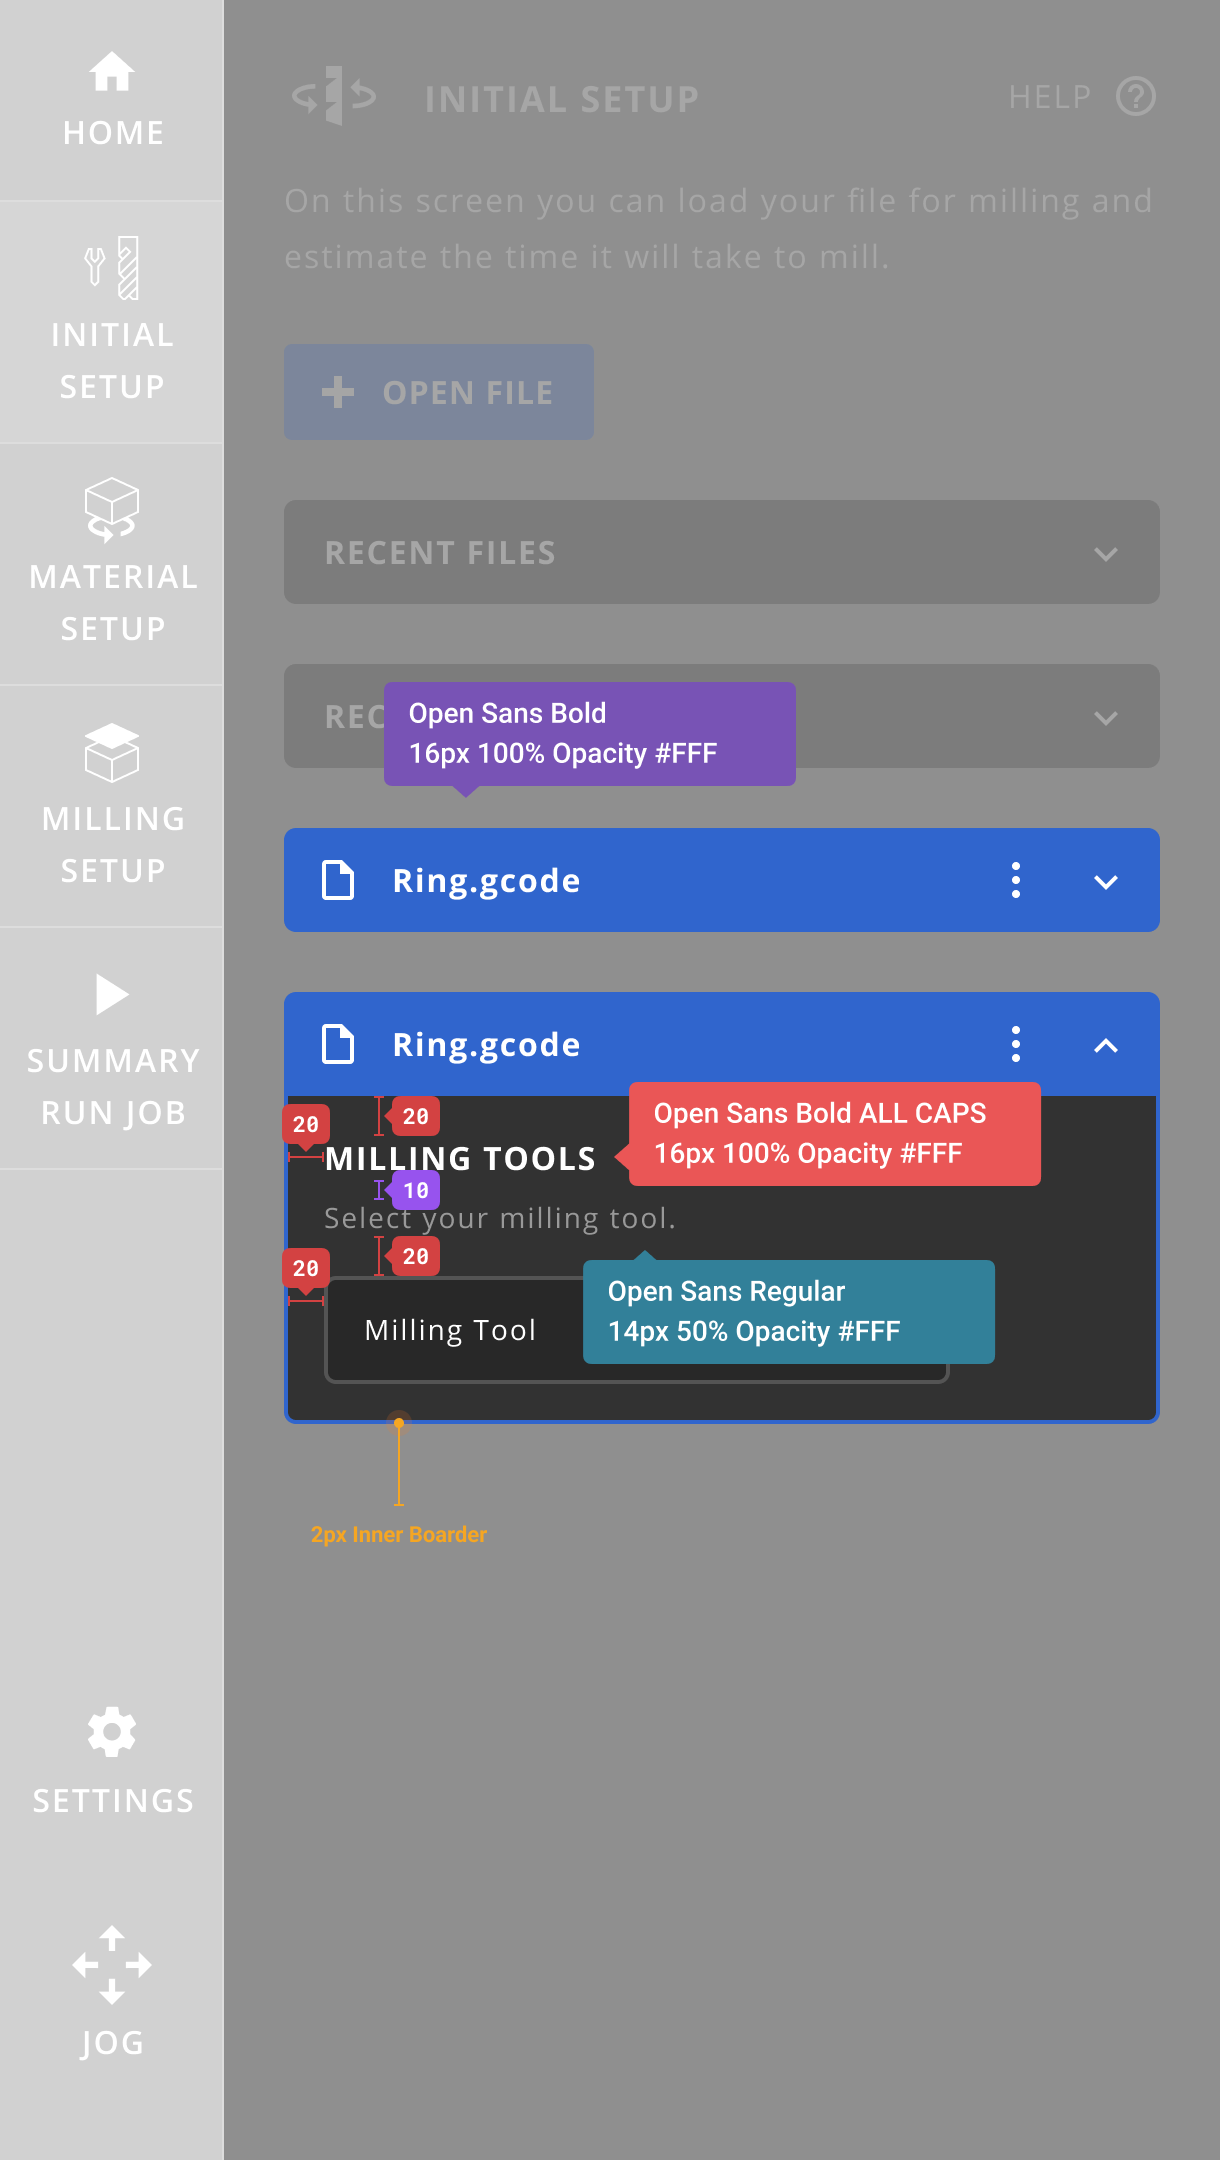 HOME
INITIAL
SETUP
MATERIAL
SETUP
MILLING
SETUP
SUMMARY
RUN JOB
SETTINGS
JOG
INITIAL SETUP
HELP
On this screen you can load your file for milling and
estimate the time it will take to mill.
OPEN FILE
RECENT FILES
REC
Open Sans Bold
16px 100% Opacity #FFF
Ring.gcode
Ring.gcode
20
20
MILLING TOOLS
Open Sans Bold ALL CAPS
16px 100% Opacity #FFF
10
Select your milling tool.
20
20
Milling Tool
Open Sans Regular
14px 50% Opacity #FFF
2px Inner Boarder